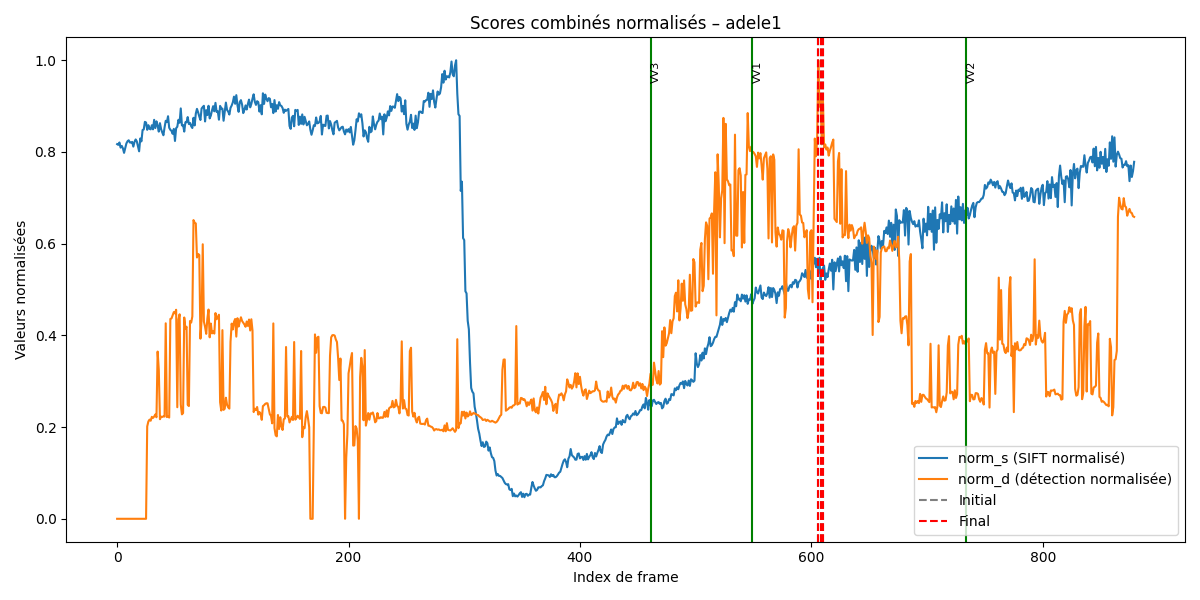 Scores combinés normalisés – adele1
Valeurs normalisées
1.0
0.8
0.6
0.4
0.2
0.0
VV3
VV1
VV2
norm_s (SIFT normalisé)
norm_d (détection normalisée)
Initial
Final
0
200
400
600
800
Index de frame